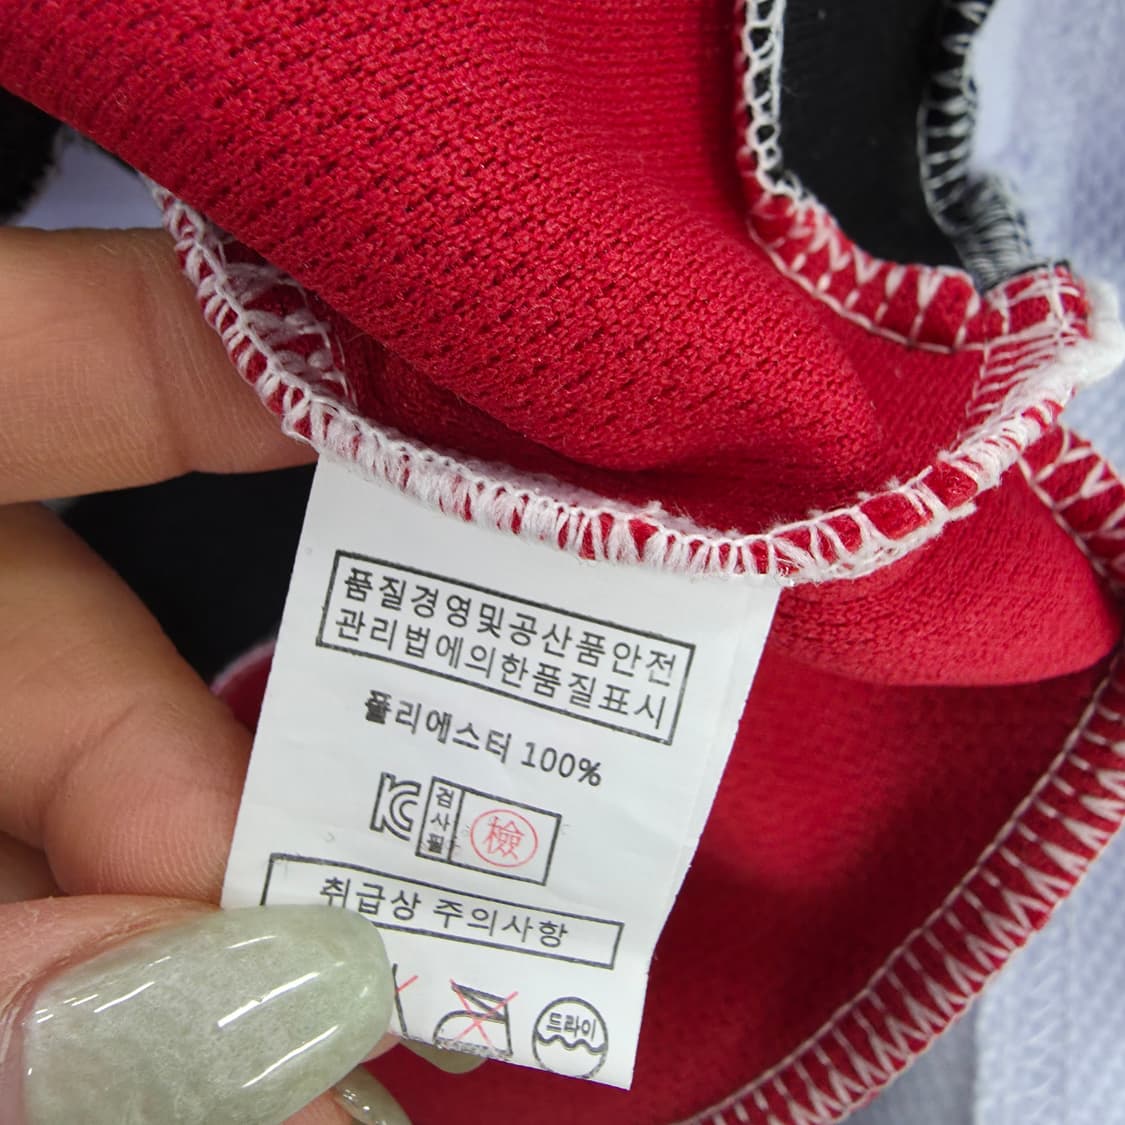 품질경영및공산품안전
관리법에의한품질표시
폴리에스터 100%
KC 검사필 檢
취급상 주의사항
드라이